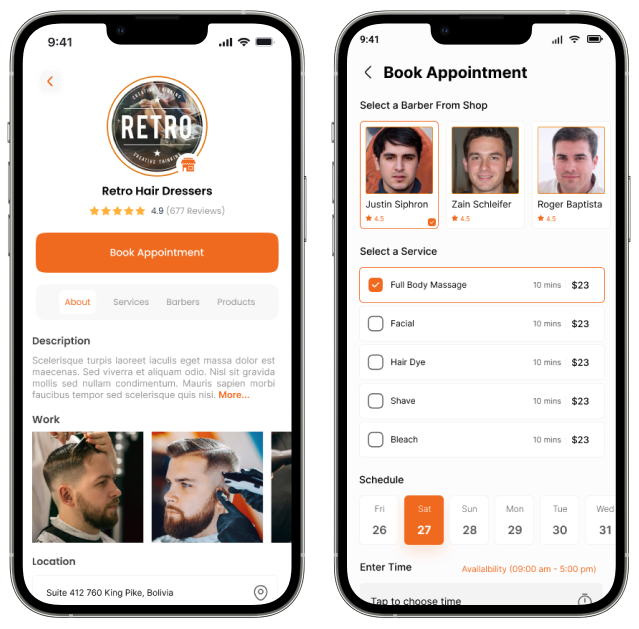 9:41
CREATIVE THINKING
RETRO
CREATIVE THINKING
Retro Hair Dressers
4.9 (677 Reviews)
Book Appointment
About Services Barbers Products
Description
Scelerisque turpis laoreet iaculis eget massa dolor est
maecenas. Sed viverra et aliquam odio. Nisl sit gravida
mollis sed nullam condimentum. Mauris sapien morbi
faucibus tempor sed scelerisque quis nisi. More...
Work
Location
Suite 412 760 King Pike, Bolivia
9:41
Book Appointment
Select a Barber From Shop
Justin Siphron Zain Schleifer Roger Baptista
4.5 4.5 4.5
Select a Service
Full Body Massage 10 mins $23
Facial 10 mins $23
Hair Dye 10 mins $23
Shave 10 mins $23
Bleach 10 mins $23
Schedule
Fri Sat Sun Mon Tue Wed
26 27 28 29 30 31
Enter Time Availalbility (09:00 am - 5:00 pm)
Tap to choose time